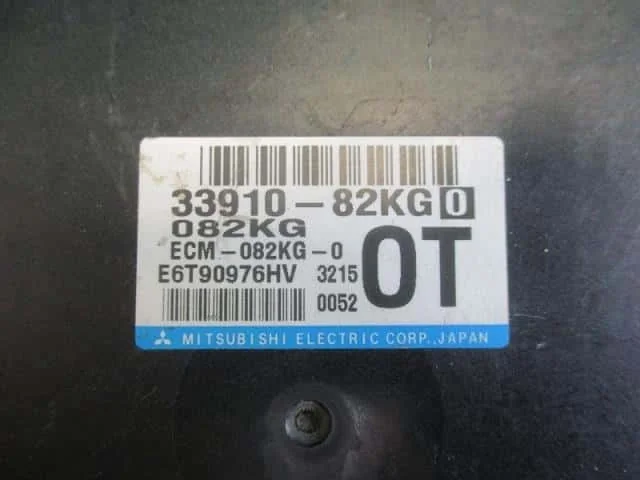 33910-82KG0
082KG
ECM-082KG-0
E6T90976HV 3215
0052
0T
MITSUBISHI ELECTRIC CORP., JAPAN